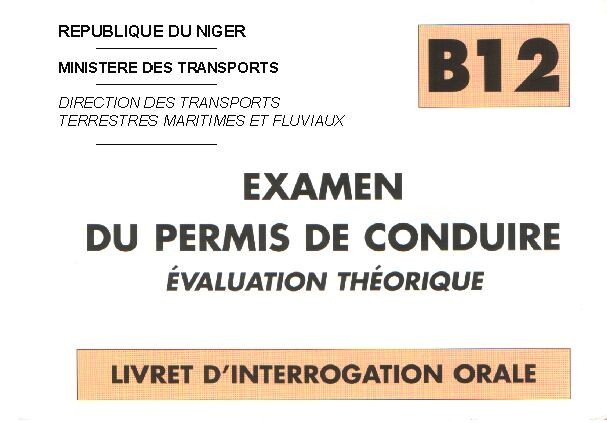 REPUBLIQUE DU NIGER
MINISTERE DES TRANSPORTS
DIRECTION DES TRANSPORTS
TERRESTRES MARITIMES ET FLUVIAUX
B12
EXAMEN
DU PERMIS DE CONDUIRE
ÉVALUATION THÉORIQUE
LIVRET D'INTERROGATION ORALE